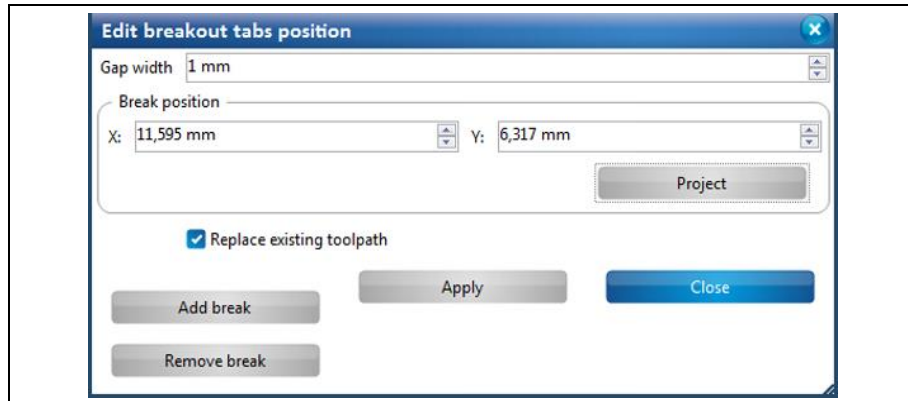 Edit breakout tabs position
Gap width 1 mm
Break position
X: 11,595 mm Y: 6,317 mm
Project
Replace existing toolpath
Apply Close
Add break
Remove break